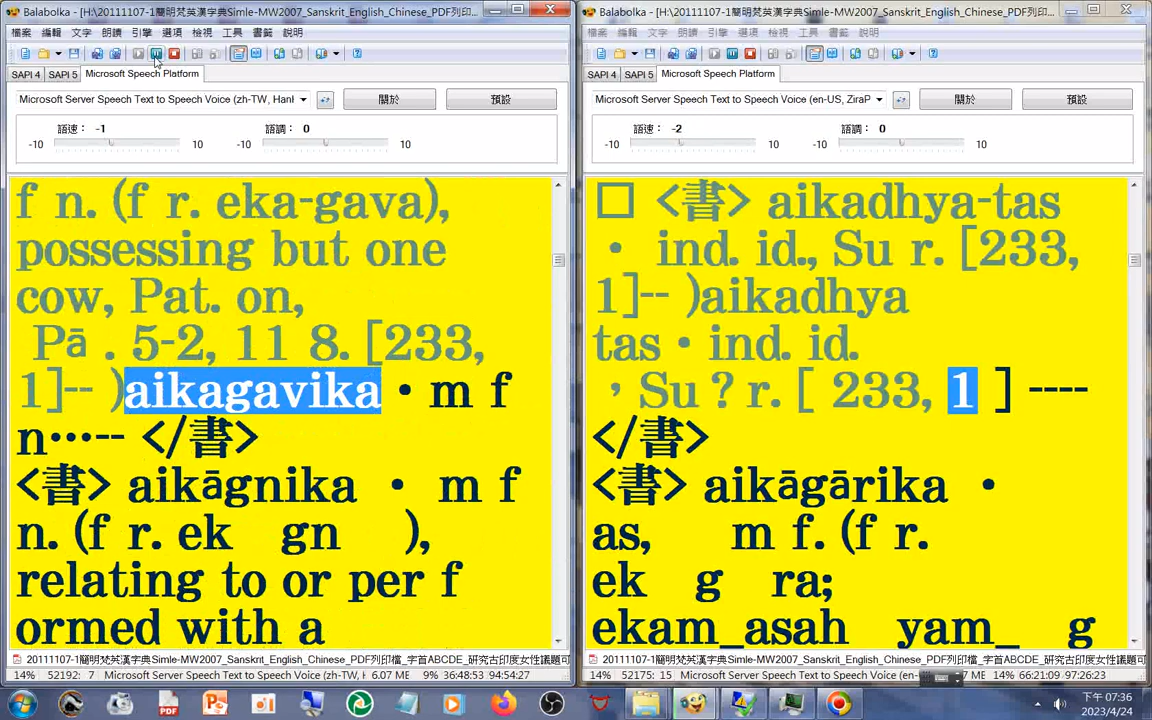 Balabolka - [H:\20111107-1簡明梵英漢字典Simle-MW2007_Sanskrit_English_Chinese_PDF列印...
檔案 編輯 文字 朗讀 引擎 選項 檢視 工具 書籤 說明
SAPI 4 SAPI 5 Microsoft Speech Platform
Microsoft Server Speech Text to Speech Voice (zh-TW, Hanl
關於 預設
語速： -1 語調： 0
-10 10 -10 10
f n. (f r. eka-gava),
possessing but one
cow, Pat. on,
Pā . 5-2, 11 8. [233,
1]-- )aikagavika • m f
n…-- </書>
<書> aikāgnika • m f
n. (f r. ek gn ),
relating to or per f
ormed with a
20111107-1簡明梵英漢字典Simle-MW2007_Sanskrit_English_Chinese_PDF列印檔_字首ABCDE_研究古印度女性議題可
14% 52192: 7 Microsoft Server Speech Text to Speech Voice (zh-TW, H 6.07 ME 9% 36:48:53 94:54:27
Balabolka - [H:\20111107-1簡明梵英漢字典Simle-MW2007_Sanskrit_English_Chinese_PDF列印...
檔案 編輯 文字 朗讀 引擎 選項 檢視 工具 書籤 說明
SAPI 4 SAPI 5 Microsoft Speech Platform
Microsoft Server Speech Text to Speech Voice (en-US, ZiraP
關於 預設
語速： -2 語調： 0
-10 10 -10 10
□ <書> aikadhya-tas
• ind. id., Su r. [233,
1]-- )aikadhya
tas • ind. id.
，Su？r. [ 233, 1 ] ----
</書>
<書> aikāgārika •
as, m f. (f r.
ek g ra;
ekam_asah yam_ g
20111107-1簡明梵英漢字典Simle-MW2007_Sanskrit_English_Chinese_PDF列印檔_字首ABCDE_研究古印度女性議題可
14% 52175: 15 Microsoft Server Speech Text to Speech Voice (en-U 7 ME 14% 66:21:09 97:26:23
下午 07:36
2023/4/24